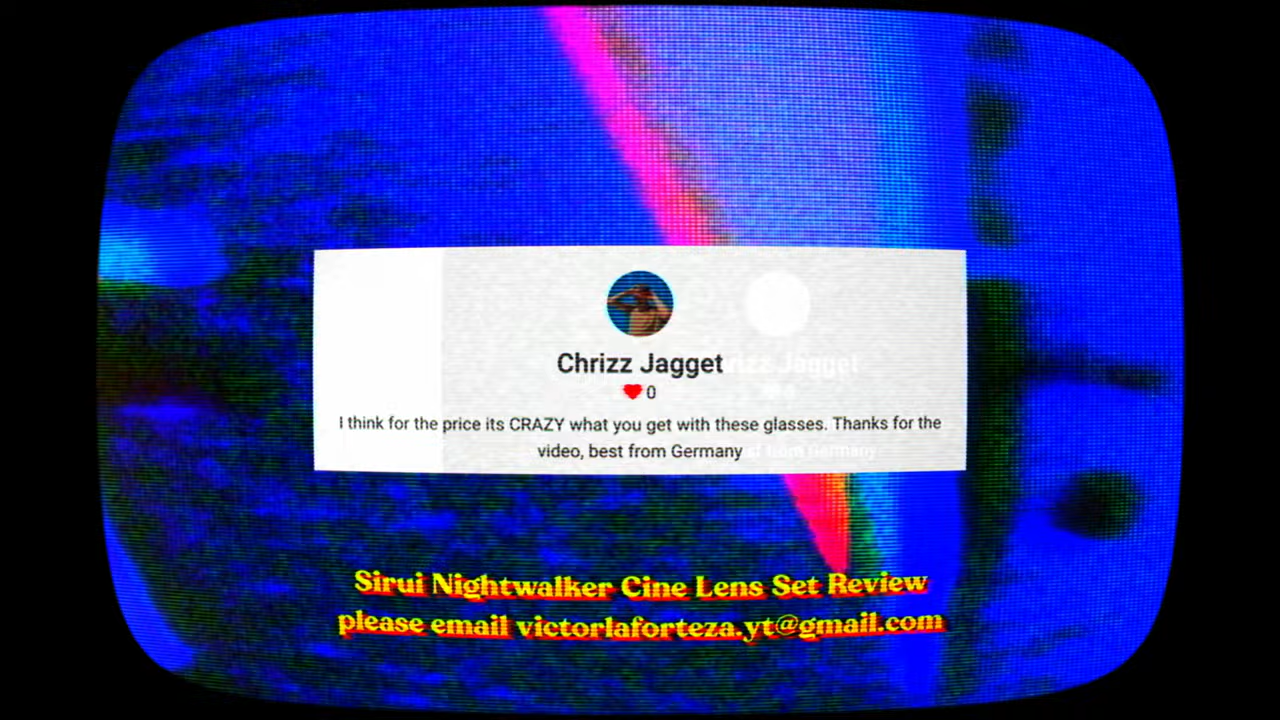 Chrizz Jagget
0
I think for the price its CRAZY what you get with these glasses. Thanks for the
video, best from Germany
Sirui Nightwalker Cine Lens Set Review
please email victorlaforteza.yt@gmail.com